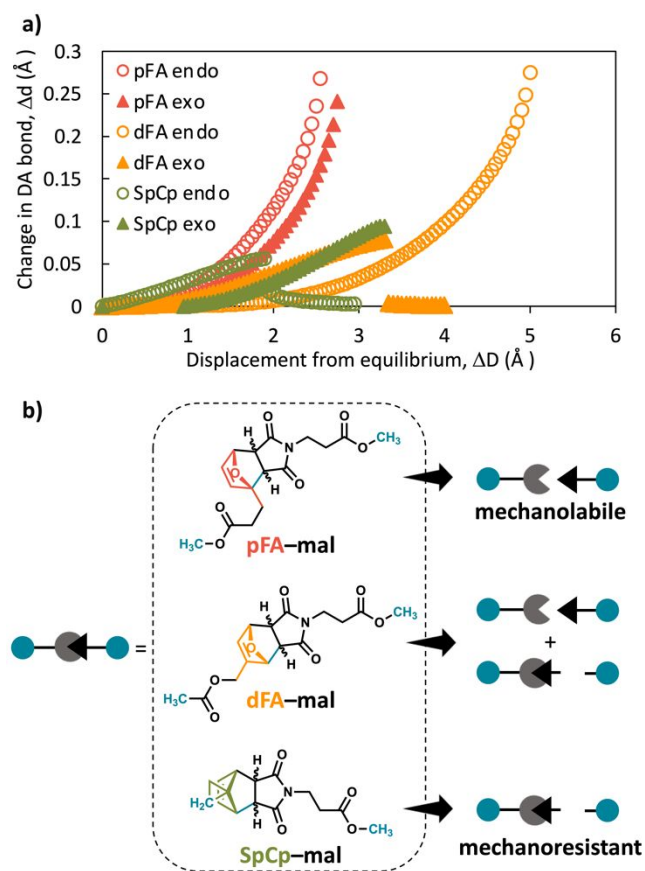 a)
0.3
0.25
0.2
0.15
0.1
0.05
0
Change in DA bond, Δd (Å)
pFA endo
pFA exo
dFA endo
dFA exo
SpCp endo
SpCp exo
0 1 2 3 4 5 6
Displacement from equilibrium, ΔD (Å )
b)
O
O
H
N
O
CH₃
O
H
O
O
O
H₃C
O
pFA–mal
mechanolabile
O
O
H
N
O
CH₃
O
H
O
O
O
H₃C
O
dFA–mal
+
=
O
O
H
N
O
CH₃
H₂C
H
O
O
SpCp–mal
mechanoresistant